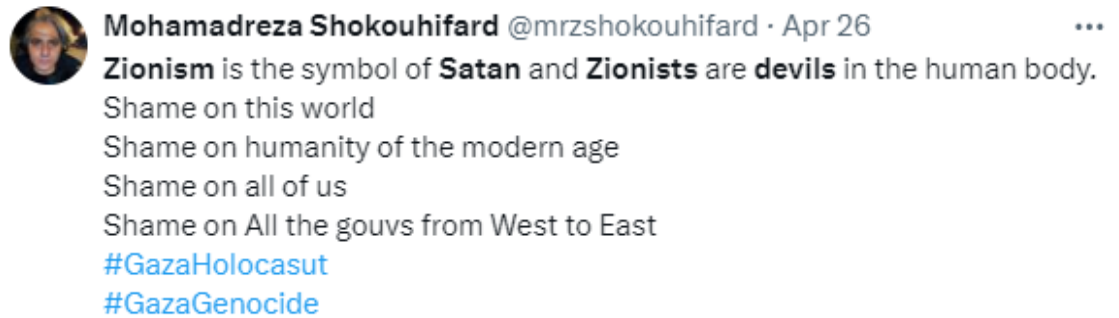 Mohamadreza Shokouhifard @mrzshokouhifard · Apr 26
Zionism is the symbol of Satan and Zionists are devils in the human body.
Shame on this world
Shame on humanity of the modern age
Shame on all of us
Shame on All the gouvs from West to East
#GazaHolocasut
#GazaGenocide